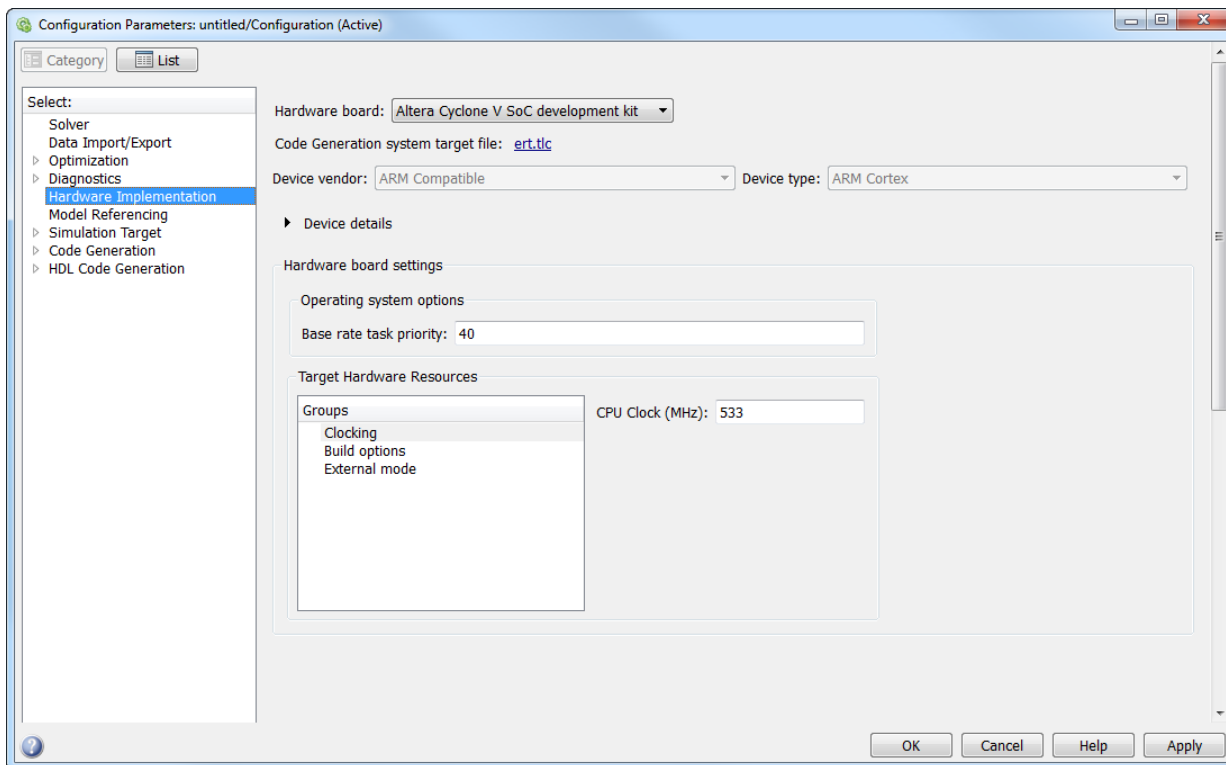 Configuration Parameters: untitled/Configuration (Active)
Category List
Select:
Solver
Data Import/Export
Optimization
Diagnostics
Hardware Implementation
Model Referencing
Simulation Target
Code Generation
HDL Code Generation
Hardware board: Altera Cyclone V SoC development kit
Code Generation system target file: ert.tlc
Device vendor: ARM Compatible Device type: ARM Cortex
Device details
Hardware board settings
Operating system options
Base rate task priority: 40
Target Hardware Resources
Groups
Clocking
Build options
External mode
CPU Clock (MHz): 533
OK Cancel Help Apply